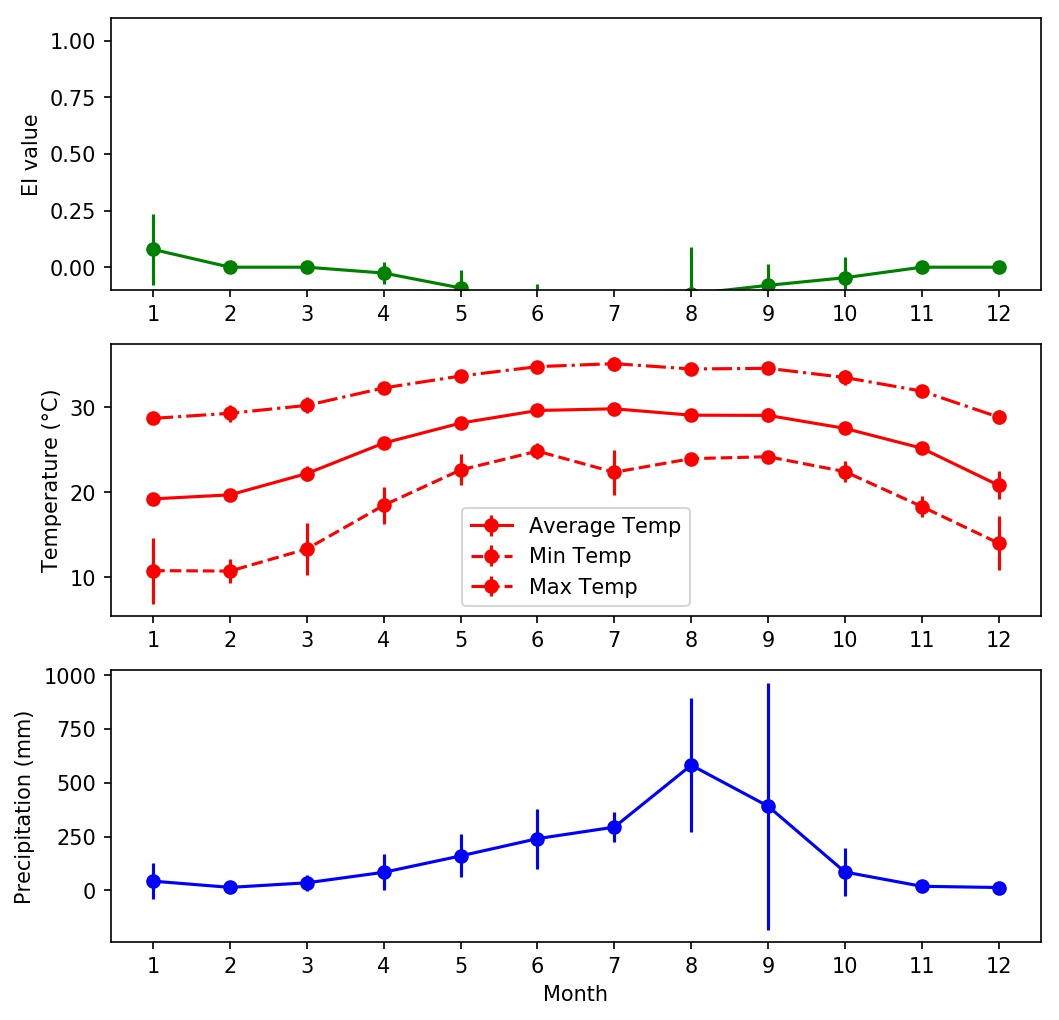 1.00
0.75
0.50
0.25
0.00
EI value
1 2 3 4 5 6 7 8 9 10 11 12
30
20
10
Temperature (°C)
Average Temp
Min Temp
Max Temp
1 2 3 4 5 6 7 8 9 10 11 12
1000
750
500
250
0
Precipitation (mm)
1 2 3 4 5 6 7 8 9 10 11 12
Month